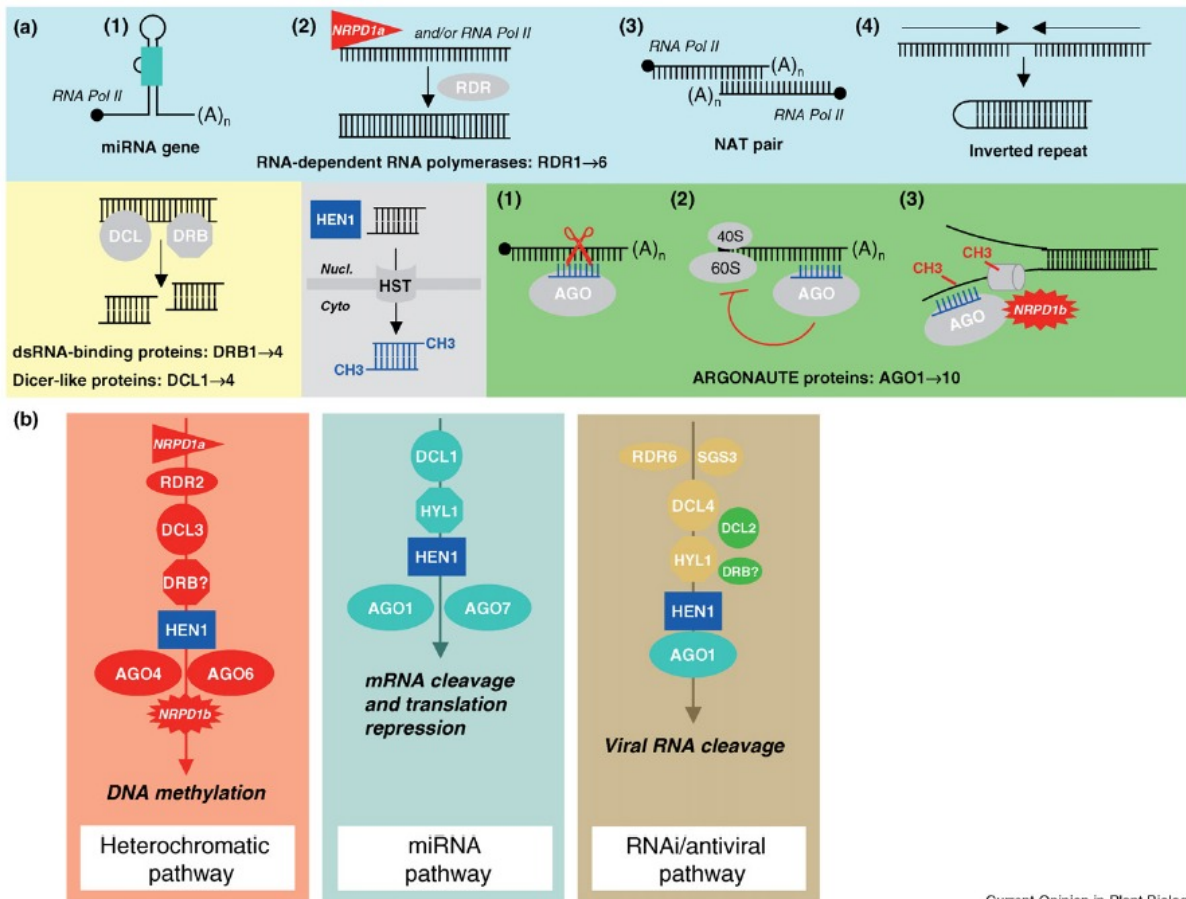 (a)
(1)
RNA Pol II
(A)n
miRNA gene
(2)
NRPD1a
and/or RNA Pol II
RDR
RNA-dependent RNA polymerases: RDR1→6
(3)
RNA Pol II
(A)n
(A)n
RNA Pol II
NAT pair
(4)
Inverted repeat
DCL
DRB
dsRNA-binding proteins: DRB1→4
Dicer-like proteins: DCL1→4
HEN1
Nucl.
HST
Cyto
CH3
CH3
(1)
(A)n
AGO
(2)
40S
60S
(A)n
AGO
(3)
CH3
CH3
AGO
NRPD1b
ARGONAUTE proteins: AGO1→10
(b)
NRPD1a
RDR2
DCL3
DRB?
HEN1
AGO4
AGO6
NRPD1b
DNA methylation
Heterochromatic
pathway
DCL1
HYL1
HEN1
AGO1
AGO7
mRNA cleavage
and translation
repression
miRNA
pathway
RDR6
SGS3
DCL4
DCL2
HYL1
DRB?
HEN1
AGO1
Viral RNA cleavage
RNAi/antiviral
pathway